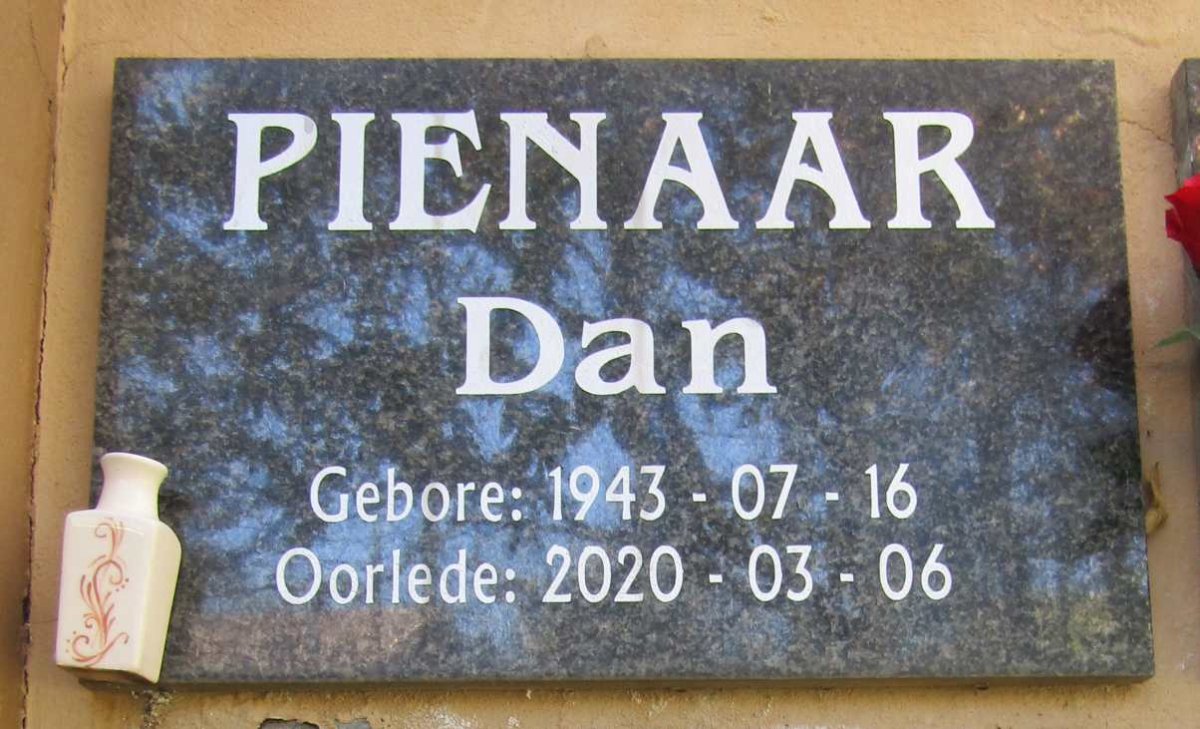 PIENAAR
Dan
Gebore: 1943 - 07 - 16
Oorlede: 2020 - 03 - 06